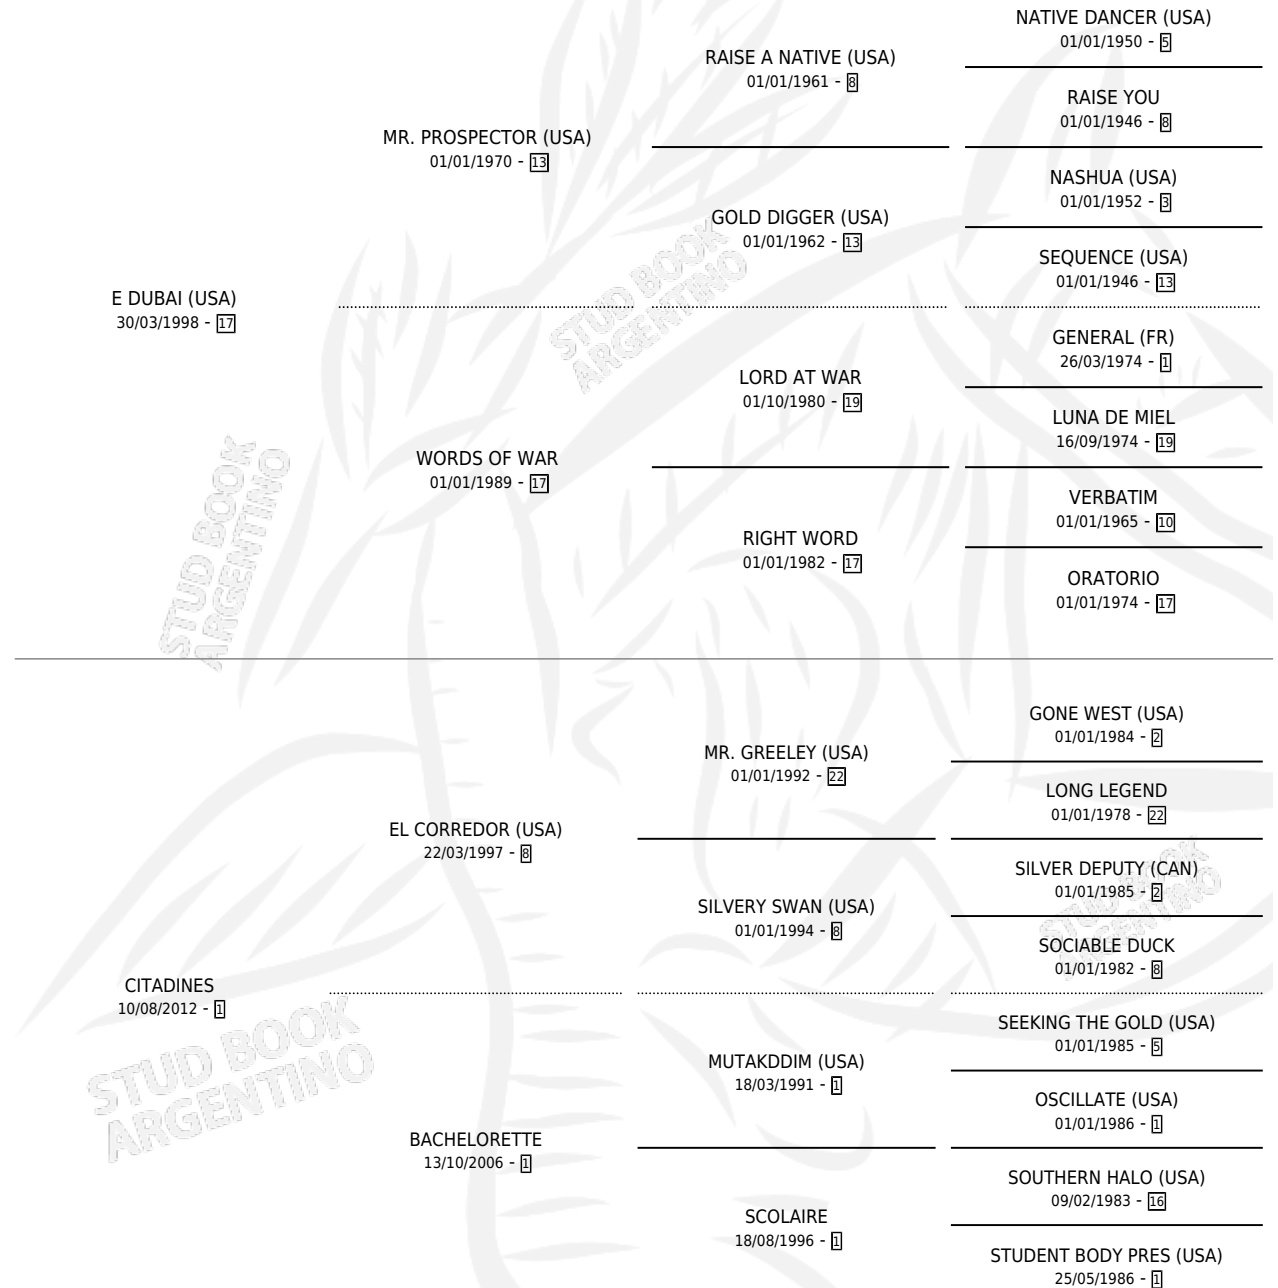 NATIVE DANCER (USA)
01/01/1950 - 5
RAISE A NATIVE (USA)
01/01/1961 - 8
RAISE YOU
01/01/1946 - 8
MR. PROSPECTOR (USA)
01/01/1970 - 13
NASHUA (USA)
01/01/1952 - 3
GOLD DIGGER (USA)
01/01/1962 - 13
SEQUENCE (USA)
01/01/1946 - 13
E DUBAI (USA)
30/03/1998 - 17
STUD BOOK
ARGENTINO
GENERAL (FR)
26/03/1974 - 1
LORD AT WAR
01/10/1980 - 19
LUNA DE MIEL
16/09/1974 - 19
WORDS OF WAR
01/01/1989 - 17
VERBATIM
01/01/1965 - 10
RIGHT WORD
01/01/1982 - 17
ORATORIO
01/01/1974 - 17
STUD BOOK
ARGENTINO
GONE WEST (USA)
01/01/1984 - 2
MR. GREELEY (USA)
01/01/1992 - 22
LONG LEGEND
01/01/1978 - 22
EL CORREDOR (USA)
22/03/1997 - 8
SILVER DEPUTY (CAN)
01/01/1985 - 2
SILVERY SWAN (USA)
01/01/1994 - 8
SOCIABLE DUCK
01/01/1982 - 8
STUD BOOK
ARGENTINO
CITADINES
10/08/2012 - 1
SEEKING THE GOLD (USA)
01/01/1985 - 5
MUTAKDDIM (USA)
18/03/1991 - 1
OSCILLATE (USA)
01/01/1986 - 1
STUD BOOK
ARGENTINO
BACHELORETTE
13/10/2006 - 1
SOUTHERN HALO (USA)
09/02/1983 - 16
SCOLAIRE
18/08/1996 - 1
STUDENT BODY PRES (USA)
25/05/1986 - 1